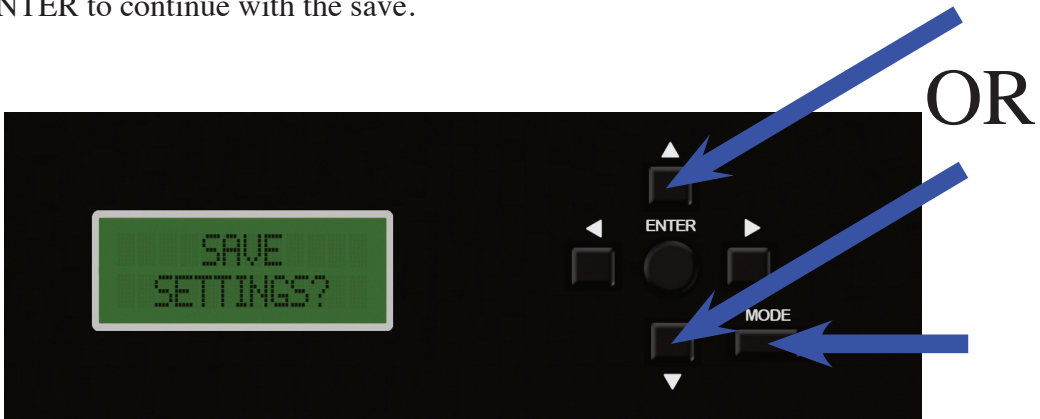 NTER to continue with the save.
OR
SAVE
SETTINGS?
ENTER
MODE